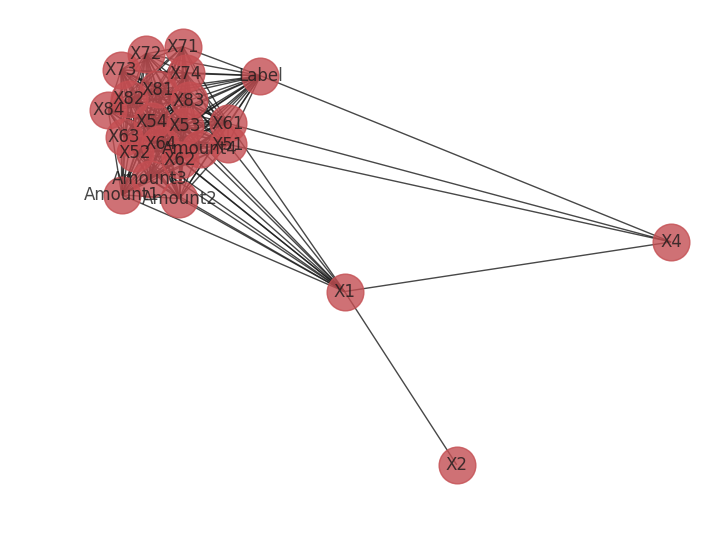 X71
X72
X73
X74
Label
X81
X82
X83
X84
X54
X53
X61
X63
X64
X51
Amount4
X52
X62
Amount3
Amount1
Amount2
X4
X1
X2